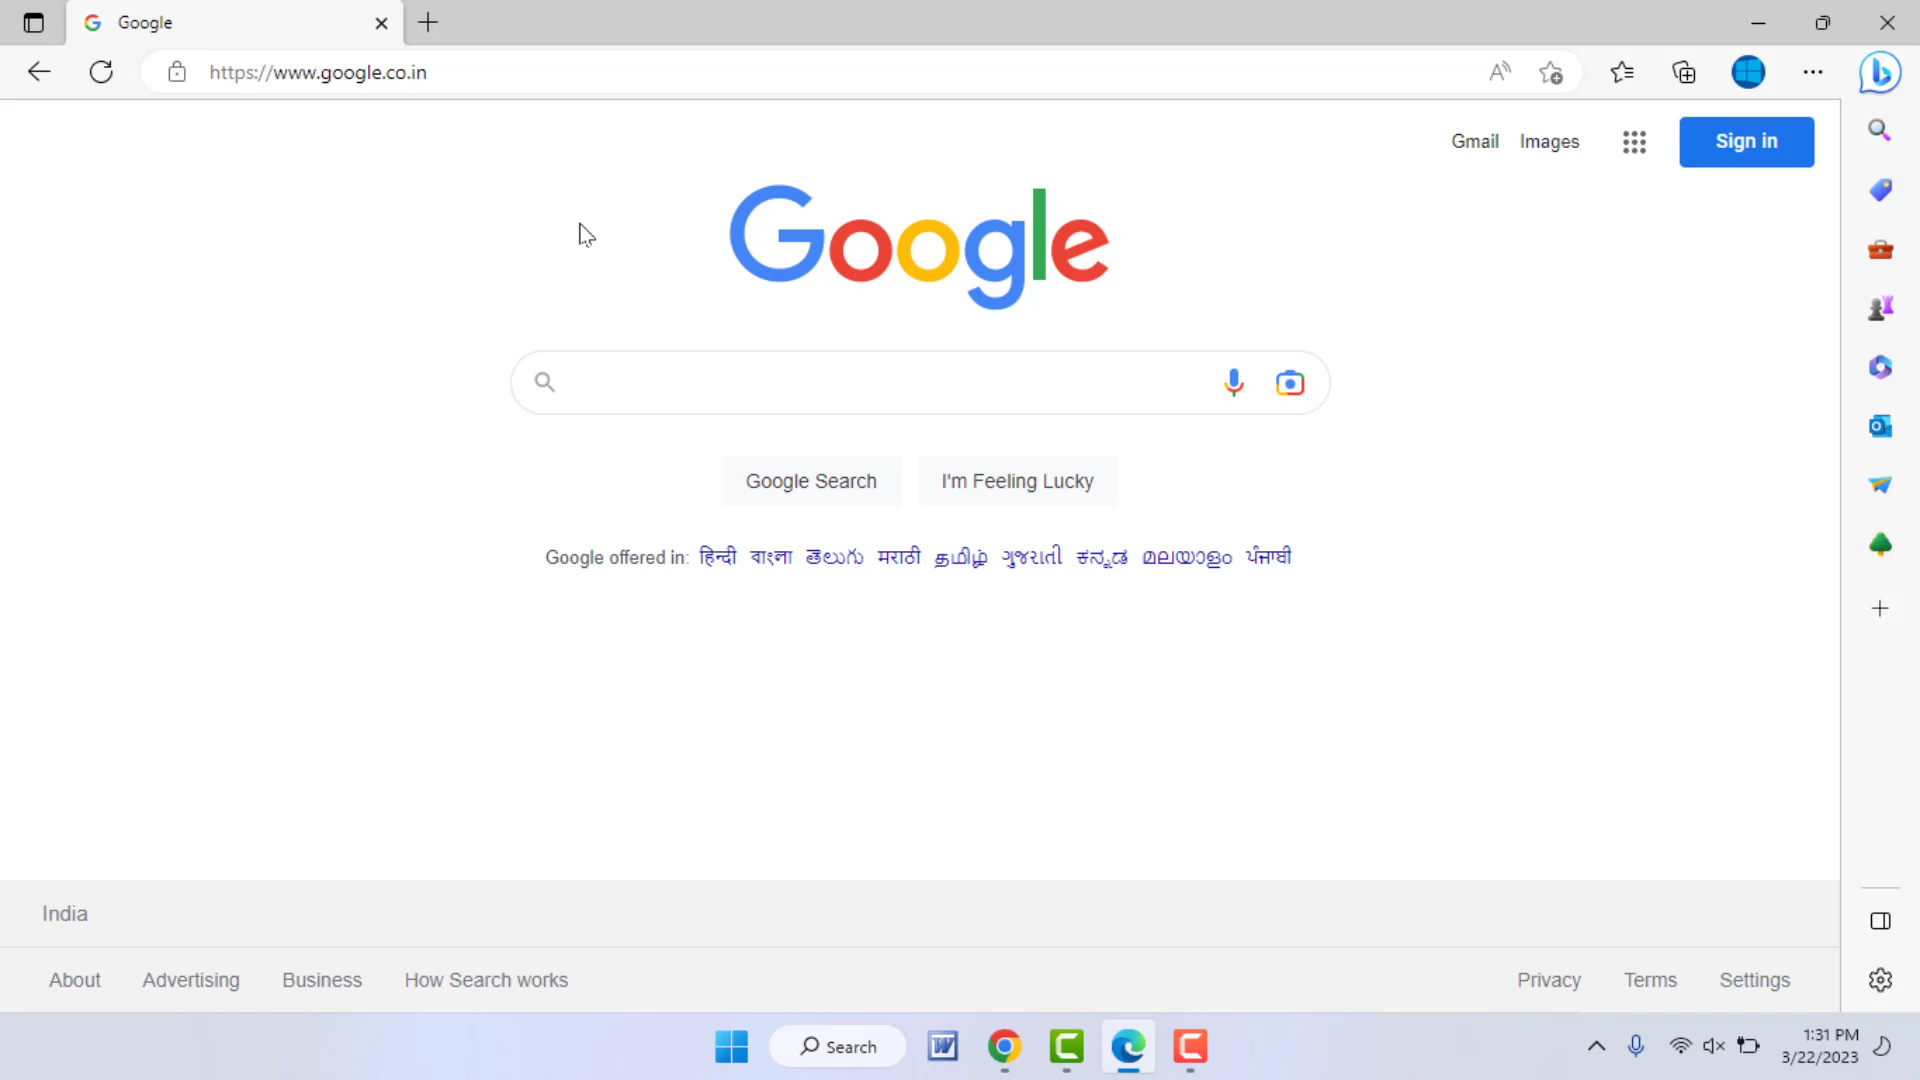 Google
https://www.google.co.in
Gmail Images Sign in
Google
Google Search I'm Feeling Lucky
Google offered in: हिन्दी বাংলা తెలుగు मराठी தமிழ் ગુજરાતી ಕನ್ನಡ മലയാളം ਪੰਜਾਬੀ
India
About Advertising Business How Search works Privacy Terms Settings
Search
1:31 PM
3/22/2023